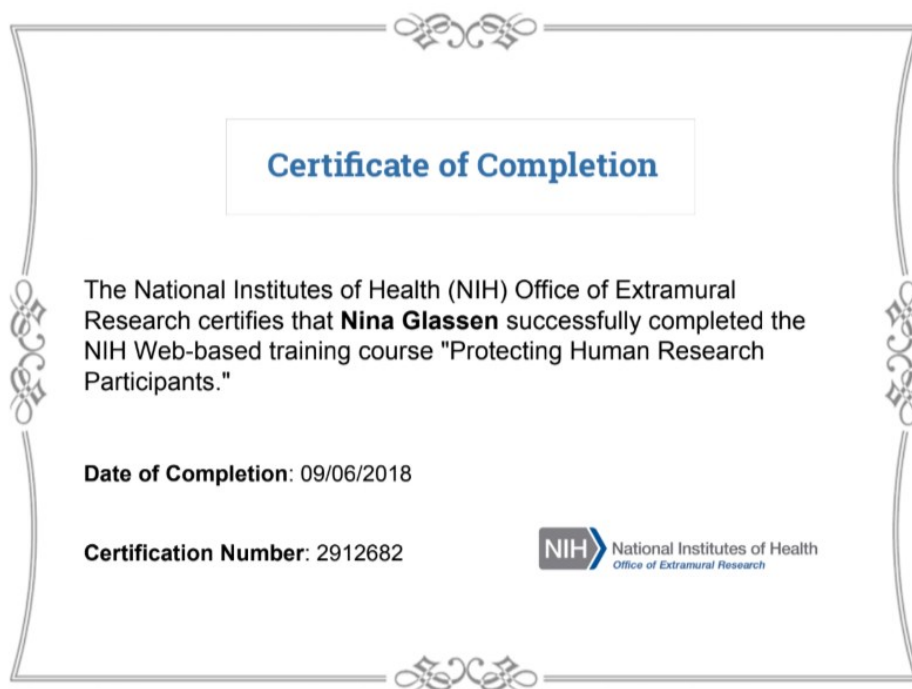 Certificate of Completion
The National Institutes of Health (NIH) Office of Extramural
Research certifies that Nina Glassen successfully completed the
NIH Web-based training course "Protecting Human Research
Participants."
Date of Completion: 09/06/2018
Certification Number: 2912682
NIH National Institutes of Health
Office of Extramural Research